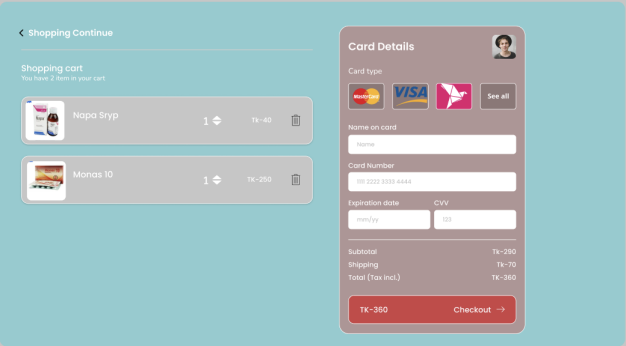 Shopping Continue
Shopping cart
You have 2 item in your cart
Napa Sryp
1
Tk-40
Monas 10
1
TK-250
Card Details
Card type
MasterCard
VISA
See all
Name on card
Name
Card Number
1111 2222 3333 4444
Expiration date
CVV
mm/yy
123
Subtotal
Tk-290
Shipping
Tk-70
Total (Tax incl.)
TK-360
TK-360
Checkout →